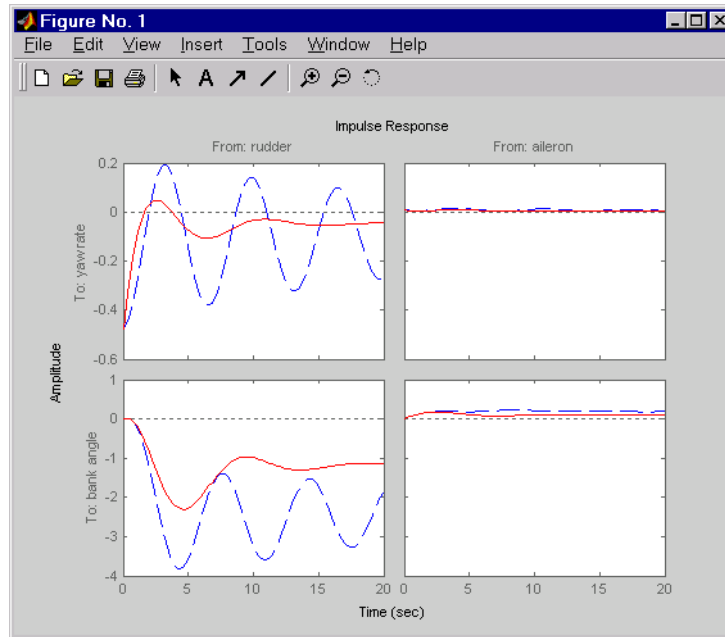 Figure No. 1
File Edit View Insert Tools Window Help
A
Impulse Response
From: rudder From: aileron
To: yaw rate
0.2
0
-0.2
-0.4
-0.6
Amplitude
To: bank angle
1
0
-1
-2
-3
-4
0 5 10 15 20 0 5 10 15 20
Time (sec)